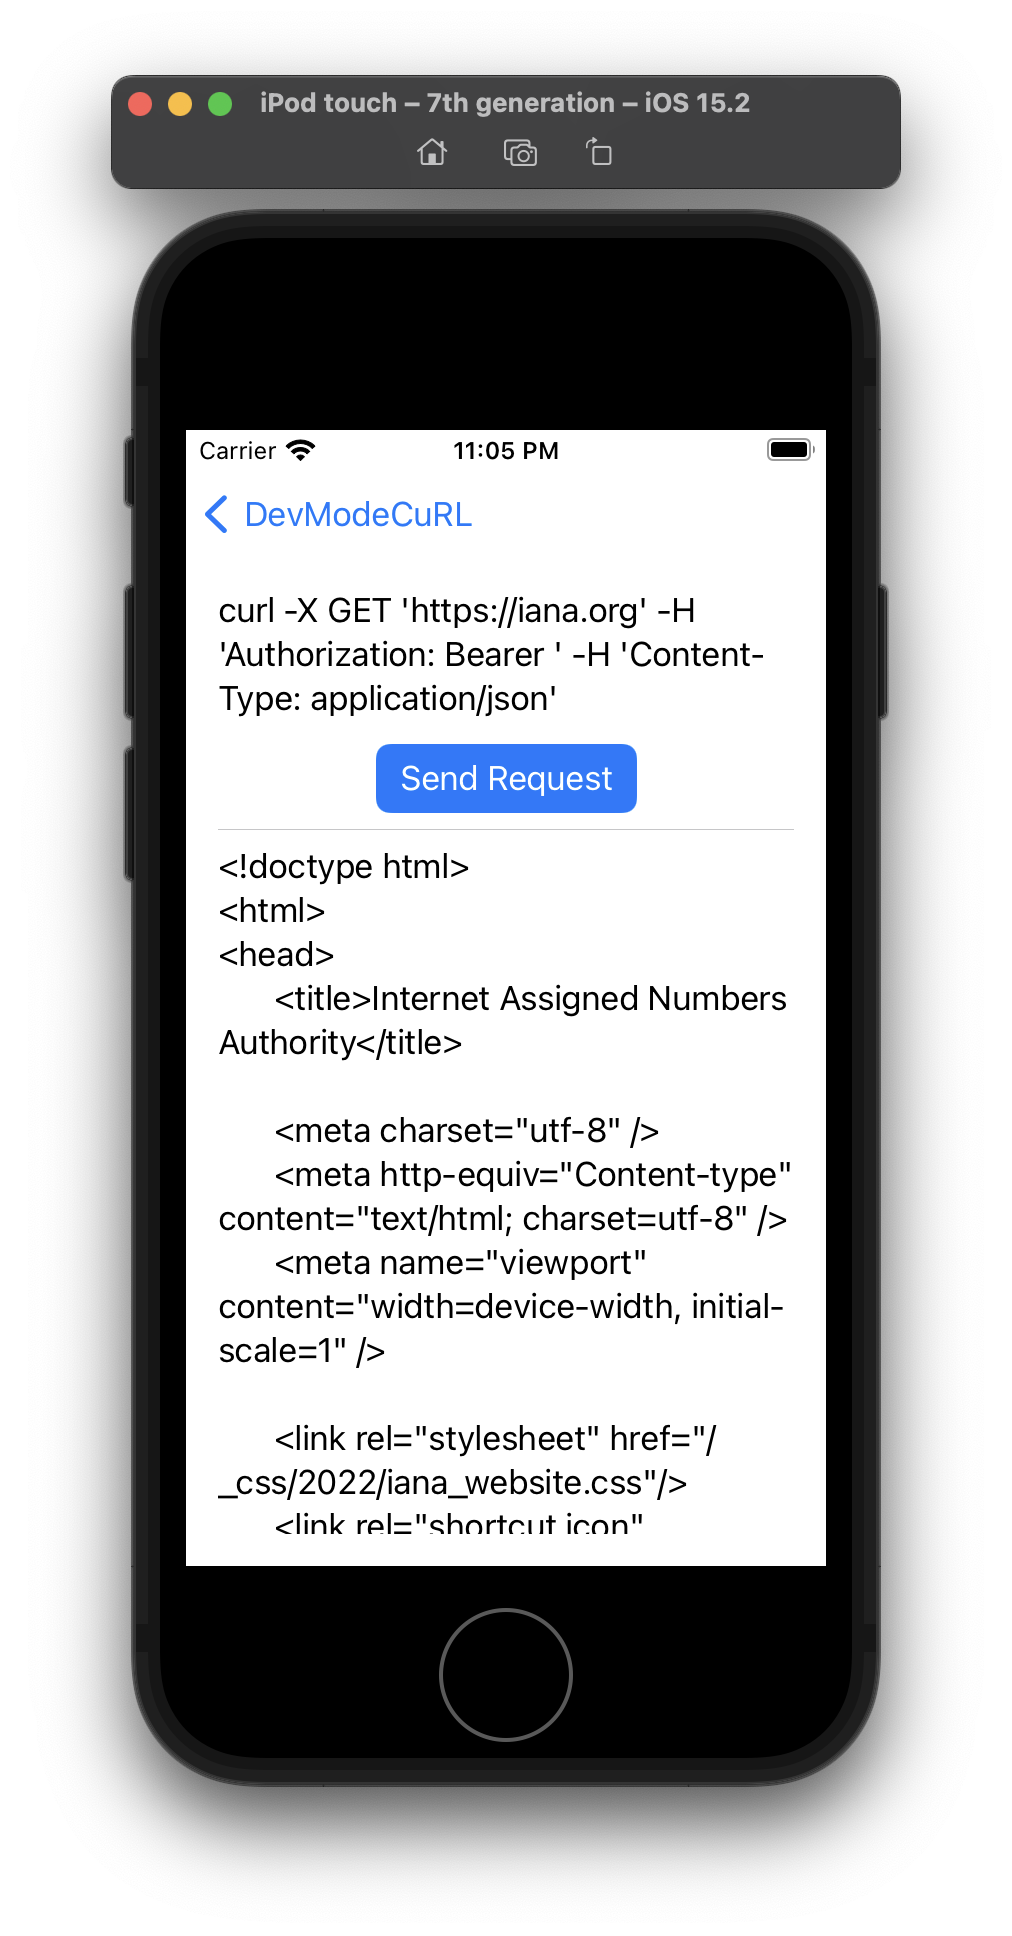 iPod touch – 7th generation – iOS 15.2
Carrier 11:05 PM
DevModeCuRL
curl -X GET 'https://iana.org' -H
'Authorization: Bearer ' -H 'Content-
Type: application/json'
Send Request
<!doctype html>
<html>
<head>
<title>Internet Assigned Numbers
Authority</title>
<meta charset="utf-8" />
<meta http-equiv="Content-type"
content="text/html; charset=utf-8" />
<meta name="viewport"
content="width=device-width, initial-
scale=1" />
<link rel="stylesheet" href="/
_css/2022/iana_website.css"/>
<link rel="shortcut icon"